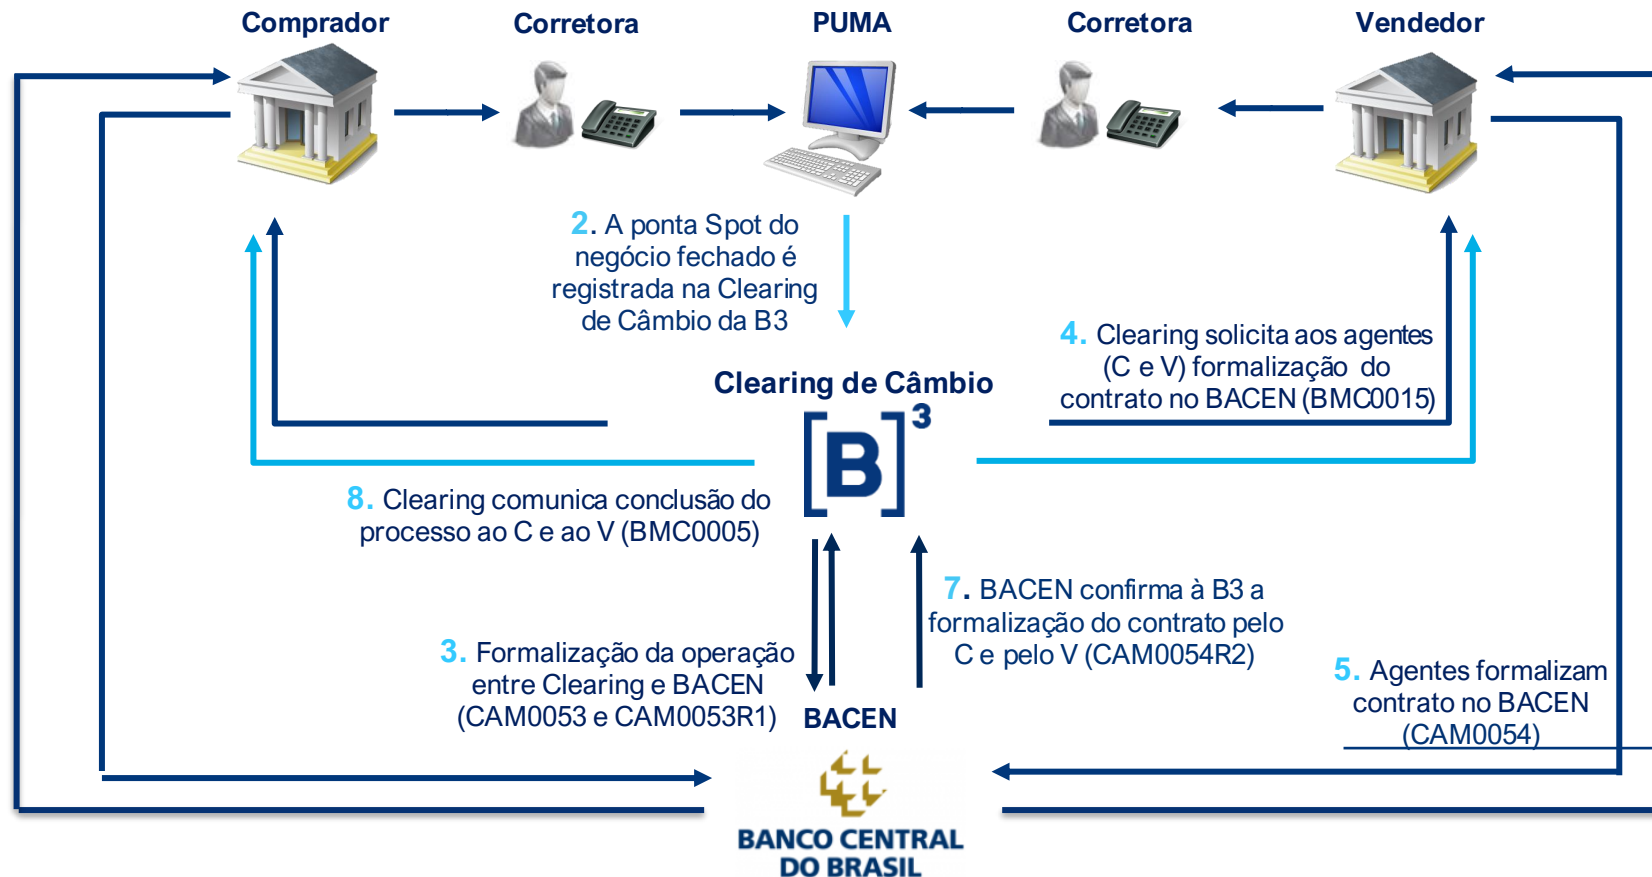 Comprador
Corretora
PUMA
Corretora
Vendedor
2. A ponta Spot do
negócio fechado é
registrada na Clearing
de Câmbio da B3
4. Clearing solicita aos agentes
(C e V) formalização do
contrato no BACEN (BMC0015)
Clearing de Câmbio
[B]³
8. Clearing comunica conclusão do
processo ao C e ao V (BMC0005)
7. BACEN confirma à B3 a
formalização do contrato pelo
C e pelo V (CAM0054R2)
3. Formalização da operação
entre Clearing e BACEN
(CAM0053 e CAM0053R1)
5. Agentes formalizam
contrato no BACEN
(CAM0054)
BACEN
BANCO CENTRAL
DO BRASIL